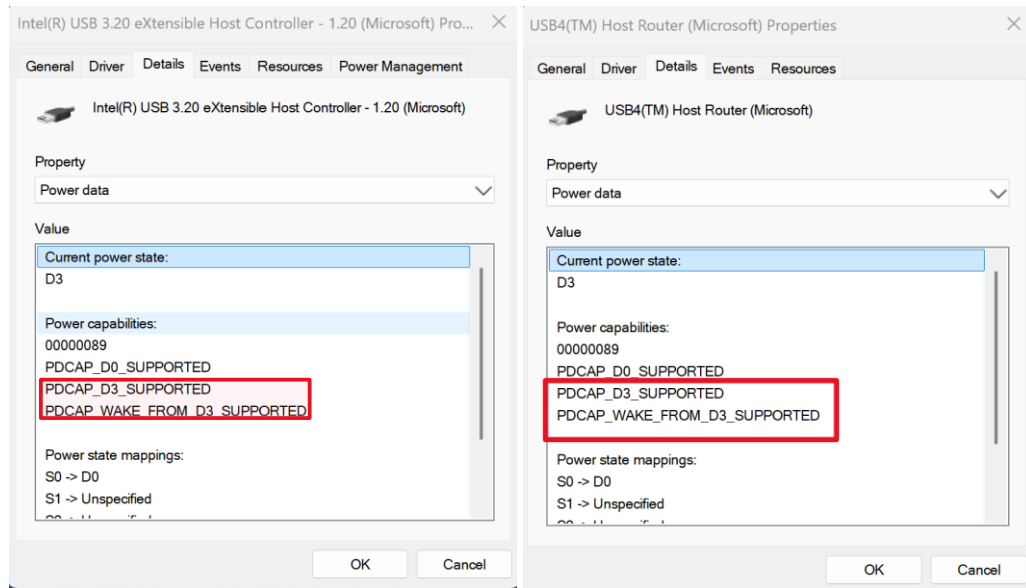 Intel(R) USB 3.20 eXtensible Host Controller - 1.20 (Microsoft) Pro...
General Driver Details Events Resources Power Management
Intel(R) USB 3.20 eXtensible Host Controller - 1.20 (Microsoft)
Property
Power data
Value
Current power state:
D3
Power capabilities:
00000089
PDCAP_D0_SUPPORTED
PDCAP_D3_SUPPORTED
PDCAP_WAKE_FROM_D3_SUPPORTED
Power state mappings:
S0 -> D0
S1 -> Unspecified
OK Cancel
USB4(TM) Host Router (Microsoft) Properties
General Driver Details Events Resources
USB4(TM) Host Router (Microsoft)
Property
Power data
Value
Current power state:
D3
Power capabilities:
00000089
PDCAP_D0_SUPPORTED
PDCAP_D3_SUPPORTED
PDCAP_WAKE_FROM_D3_SUPPORTED
Power state mappings:
S0 -> D0
S1 -> Unspecified
OK Cancel